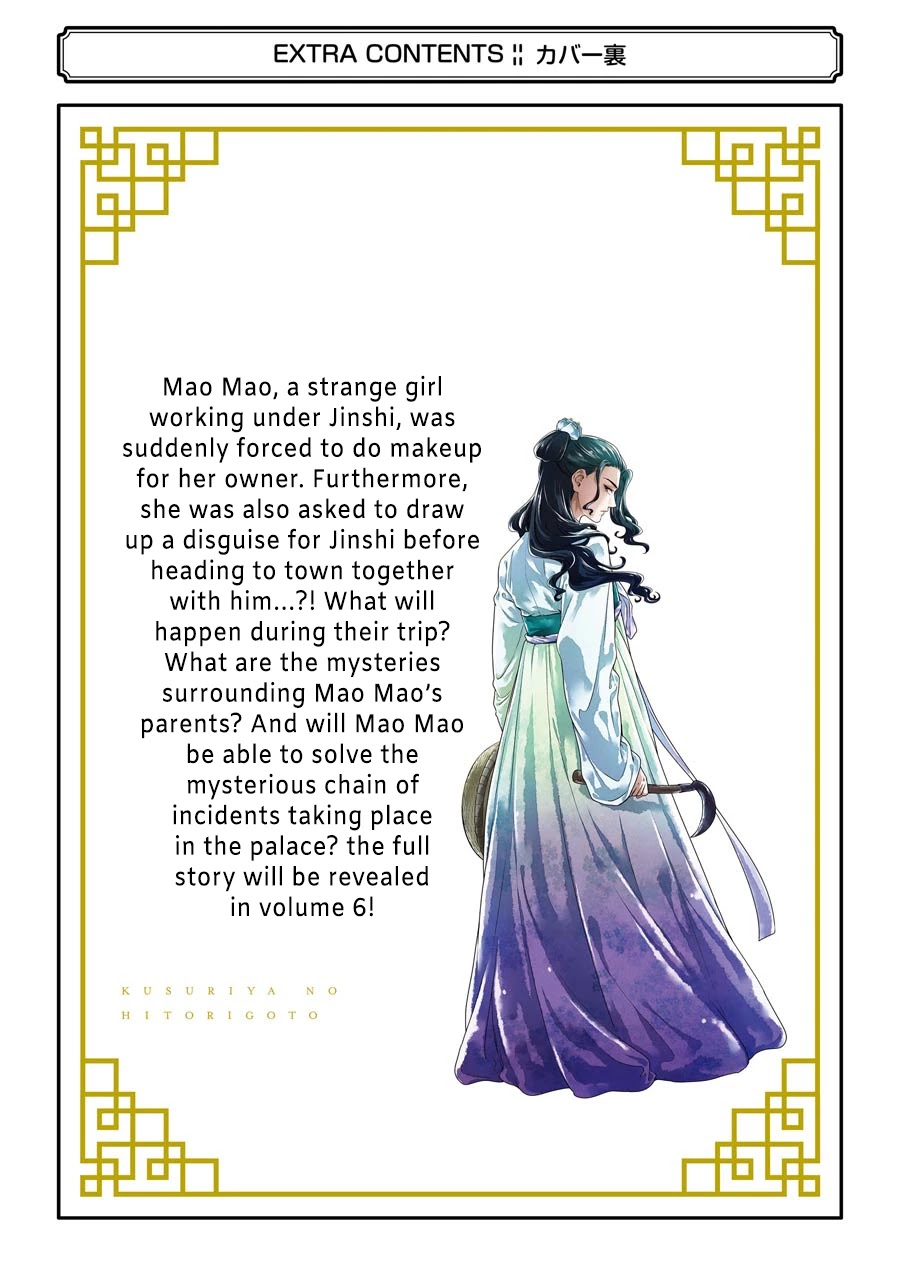 EXTRA CONTENTS ¦¦ カバー裏
Mao Mao, a strange girl
working under Jinshi, was
suddenly forced to do makeup
for her owner. Furthermore,
she was also asked to draw
up a disguise for Jinshi before
heading to town together
with him...?! What will
happen during their trip?
What are the mysteries
surrounding Mao Mao’s
parents? And will Mao Mao
be able to solve the
mysterious chain of
incidents taking place
in the palace? the full
story will be revealed
in volume 6!
KUSURIYA NO
HITORIGOTO